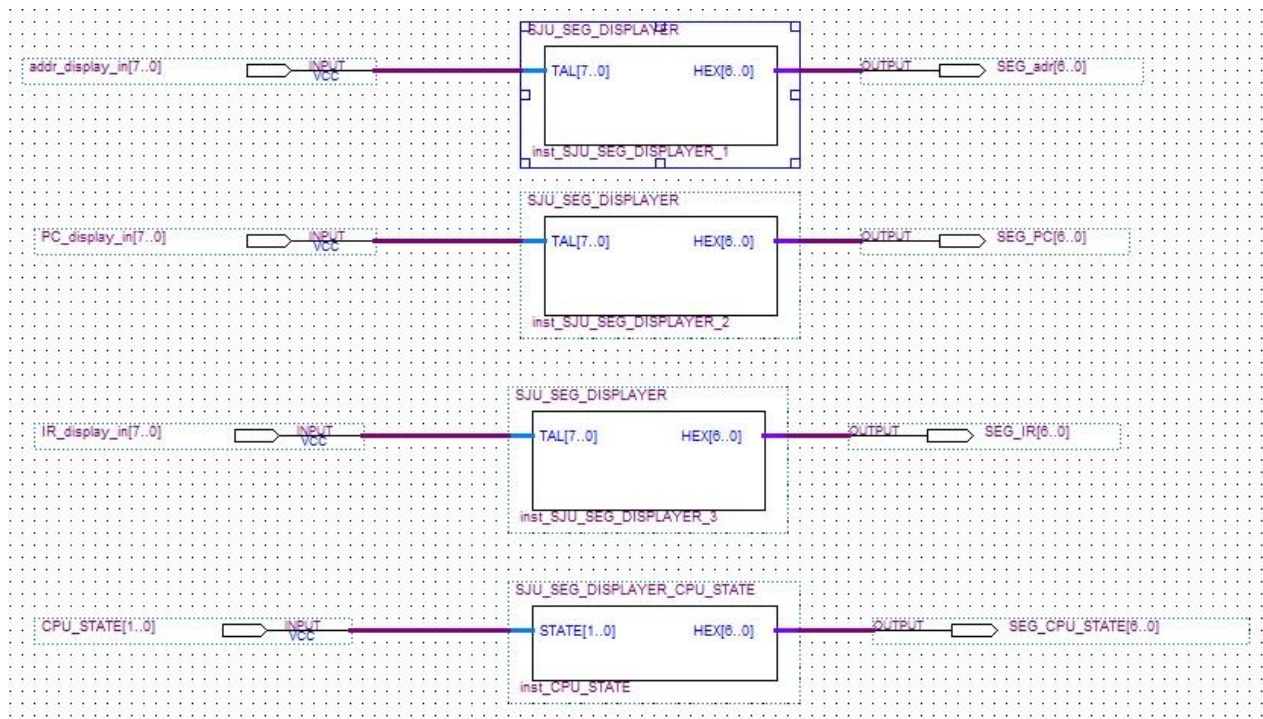 SJU_SEG_DISPLAYER
addr_display_in[7..0] INPUT VCC TAL[7..0] HEX[6..0] OUTPUT SEG_adr[6..0]
inst_SJU_SEG_DISPLAYER_1
SJU_SEG_DISPLAYER
PC_display_in[7..0] INPUT VCC TAL[7..0] HEX[6..0] OUTPUT SEG_PC[6..0]
inst_SJU_SEG_DISPLAYER_2
SJU_SEG_DISPLAYER
IR_display_in[7..0] INPUT VCC TAL[7..0] HEX[6..0] OUTPUT SEG_IR[6..0]
inst_SJU_SEG_DISPLAYER_3
SJU_SEG_DISPLAYER_CPU_STATE
CPU_STATE[1..0] INPUT VCC STATE[1..0] HEX[6..0] OUTPUT SEG_CPU_STATE[6..0]
inst_CPU_STATE